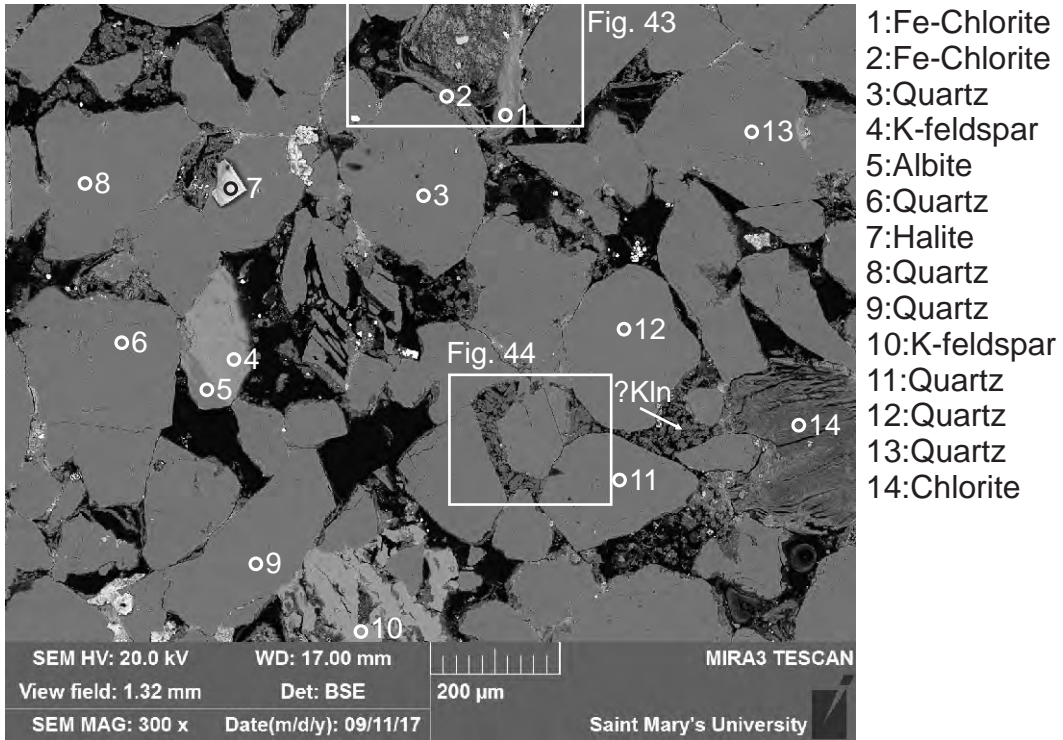 Fig. 43
2
1
13
8
7
3
12
6
4
5
Fig. 44
?Kln
14
11
9
10
1:Fe-Chlorite
2:Fe-Chlorite
3:Quartz
4:K-feldspar
5:Albite
6:Quartz
7:Halite
8:Quartz
9:Quartz
10:K-feldspar
11:Quartz
12:Quartz
13:Quartz
14:Chlorite
SEM HV: 20.0 kV WD: 17.00 mm MIRA3 TESCAN
View field: 1.32 mm Det: BSE 200 µm
SEM MAG: 300 x Date(m/d/y): 09/11/17 Saint Mary's University